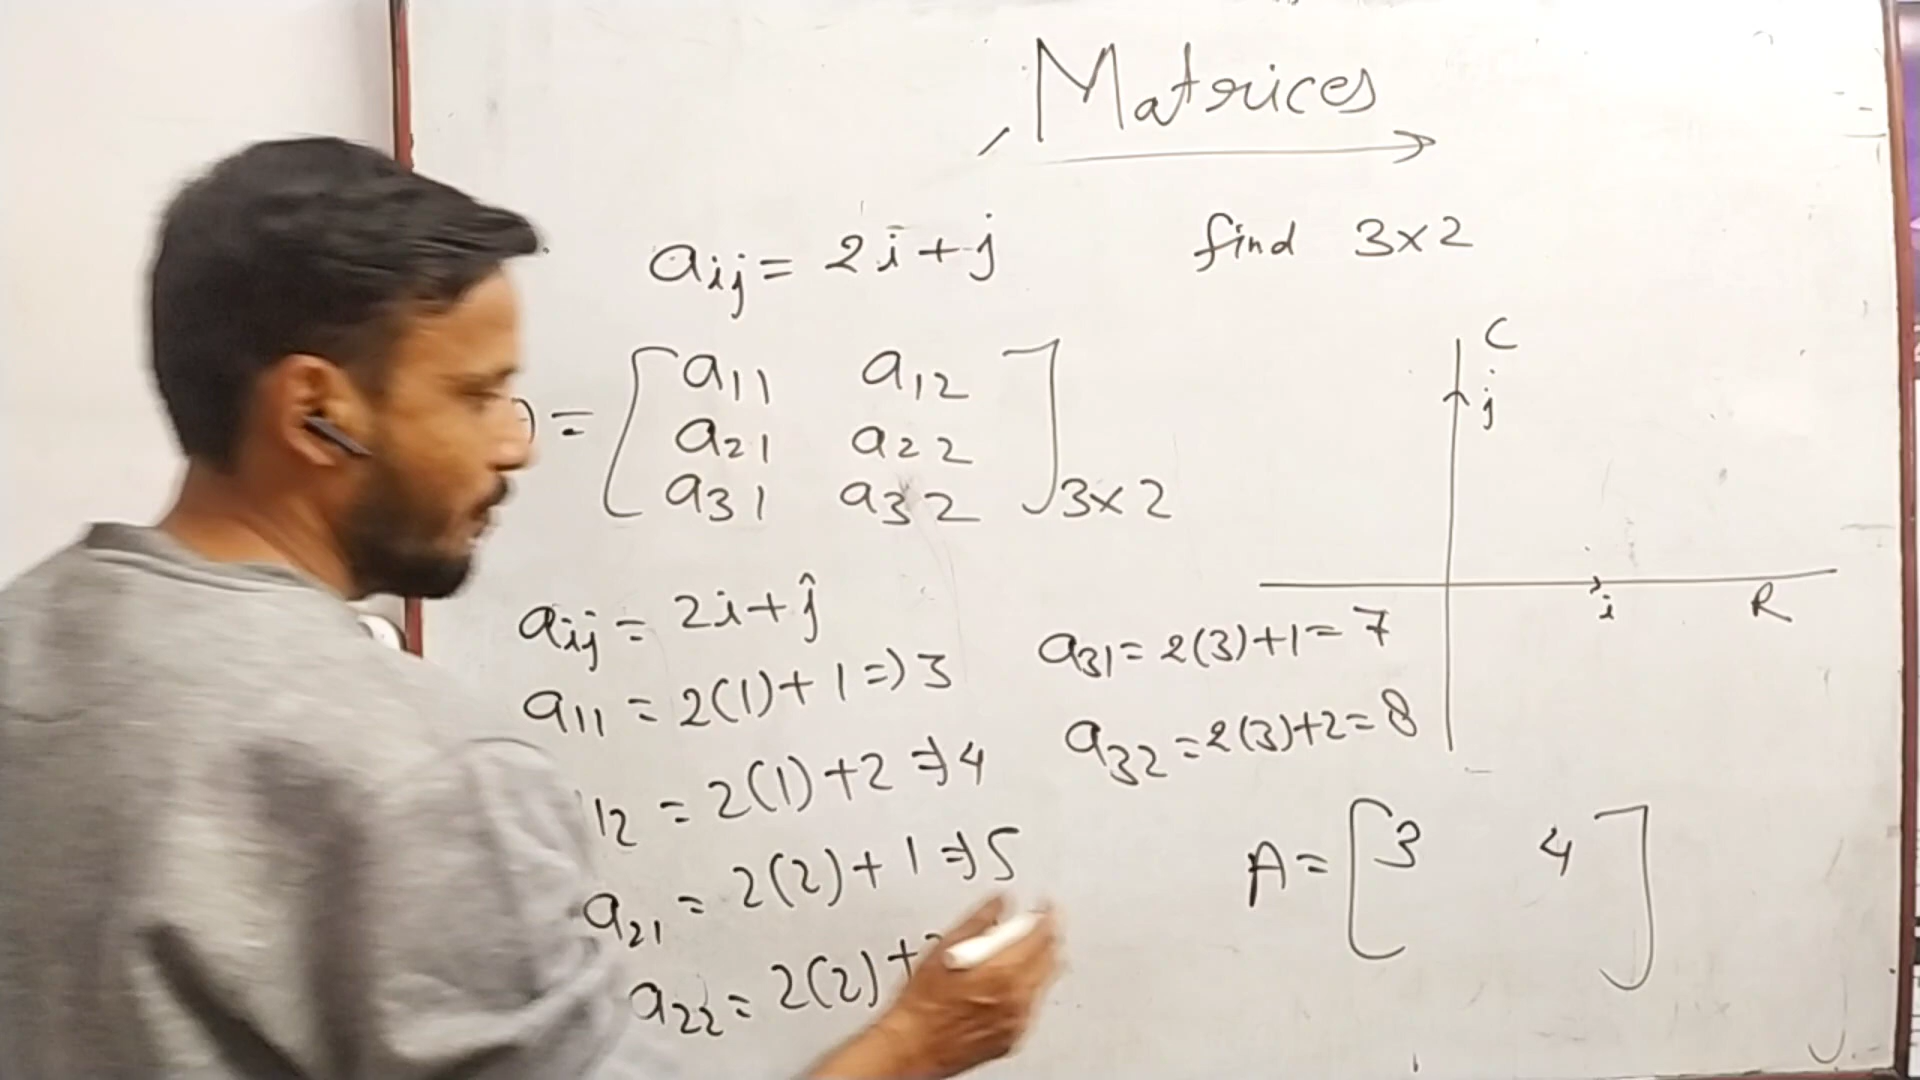 Matrices
aij = 2i+j find 3x2
= [ a11 a12
a21 a22
a31 a32 ] 3x2
C
j
i R
aij = 2i+j
a11 = 2(1)+1 => 3
12 = 2(1)+2 => 4
a21 = 2(2)+1 => 5
a22 = 2(2)+
a31 = 2(3)+1 = 7
a32 = 2(3)+2 = 8
A = [ 3 4 ]